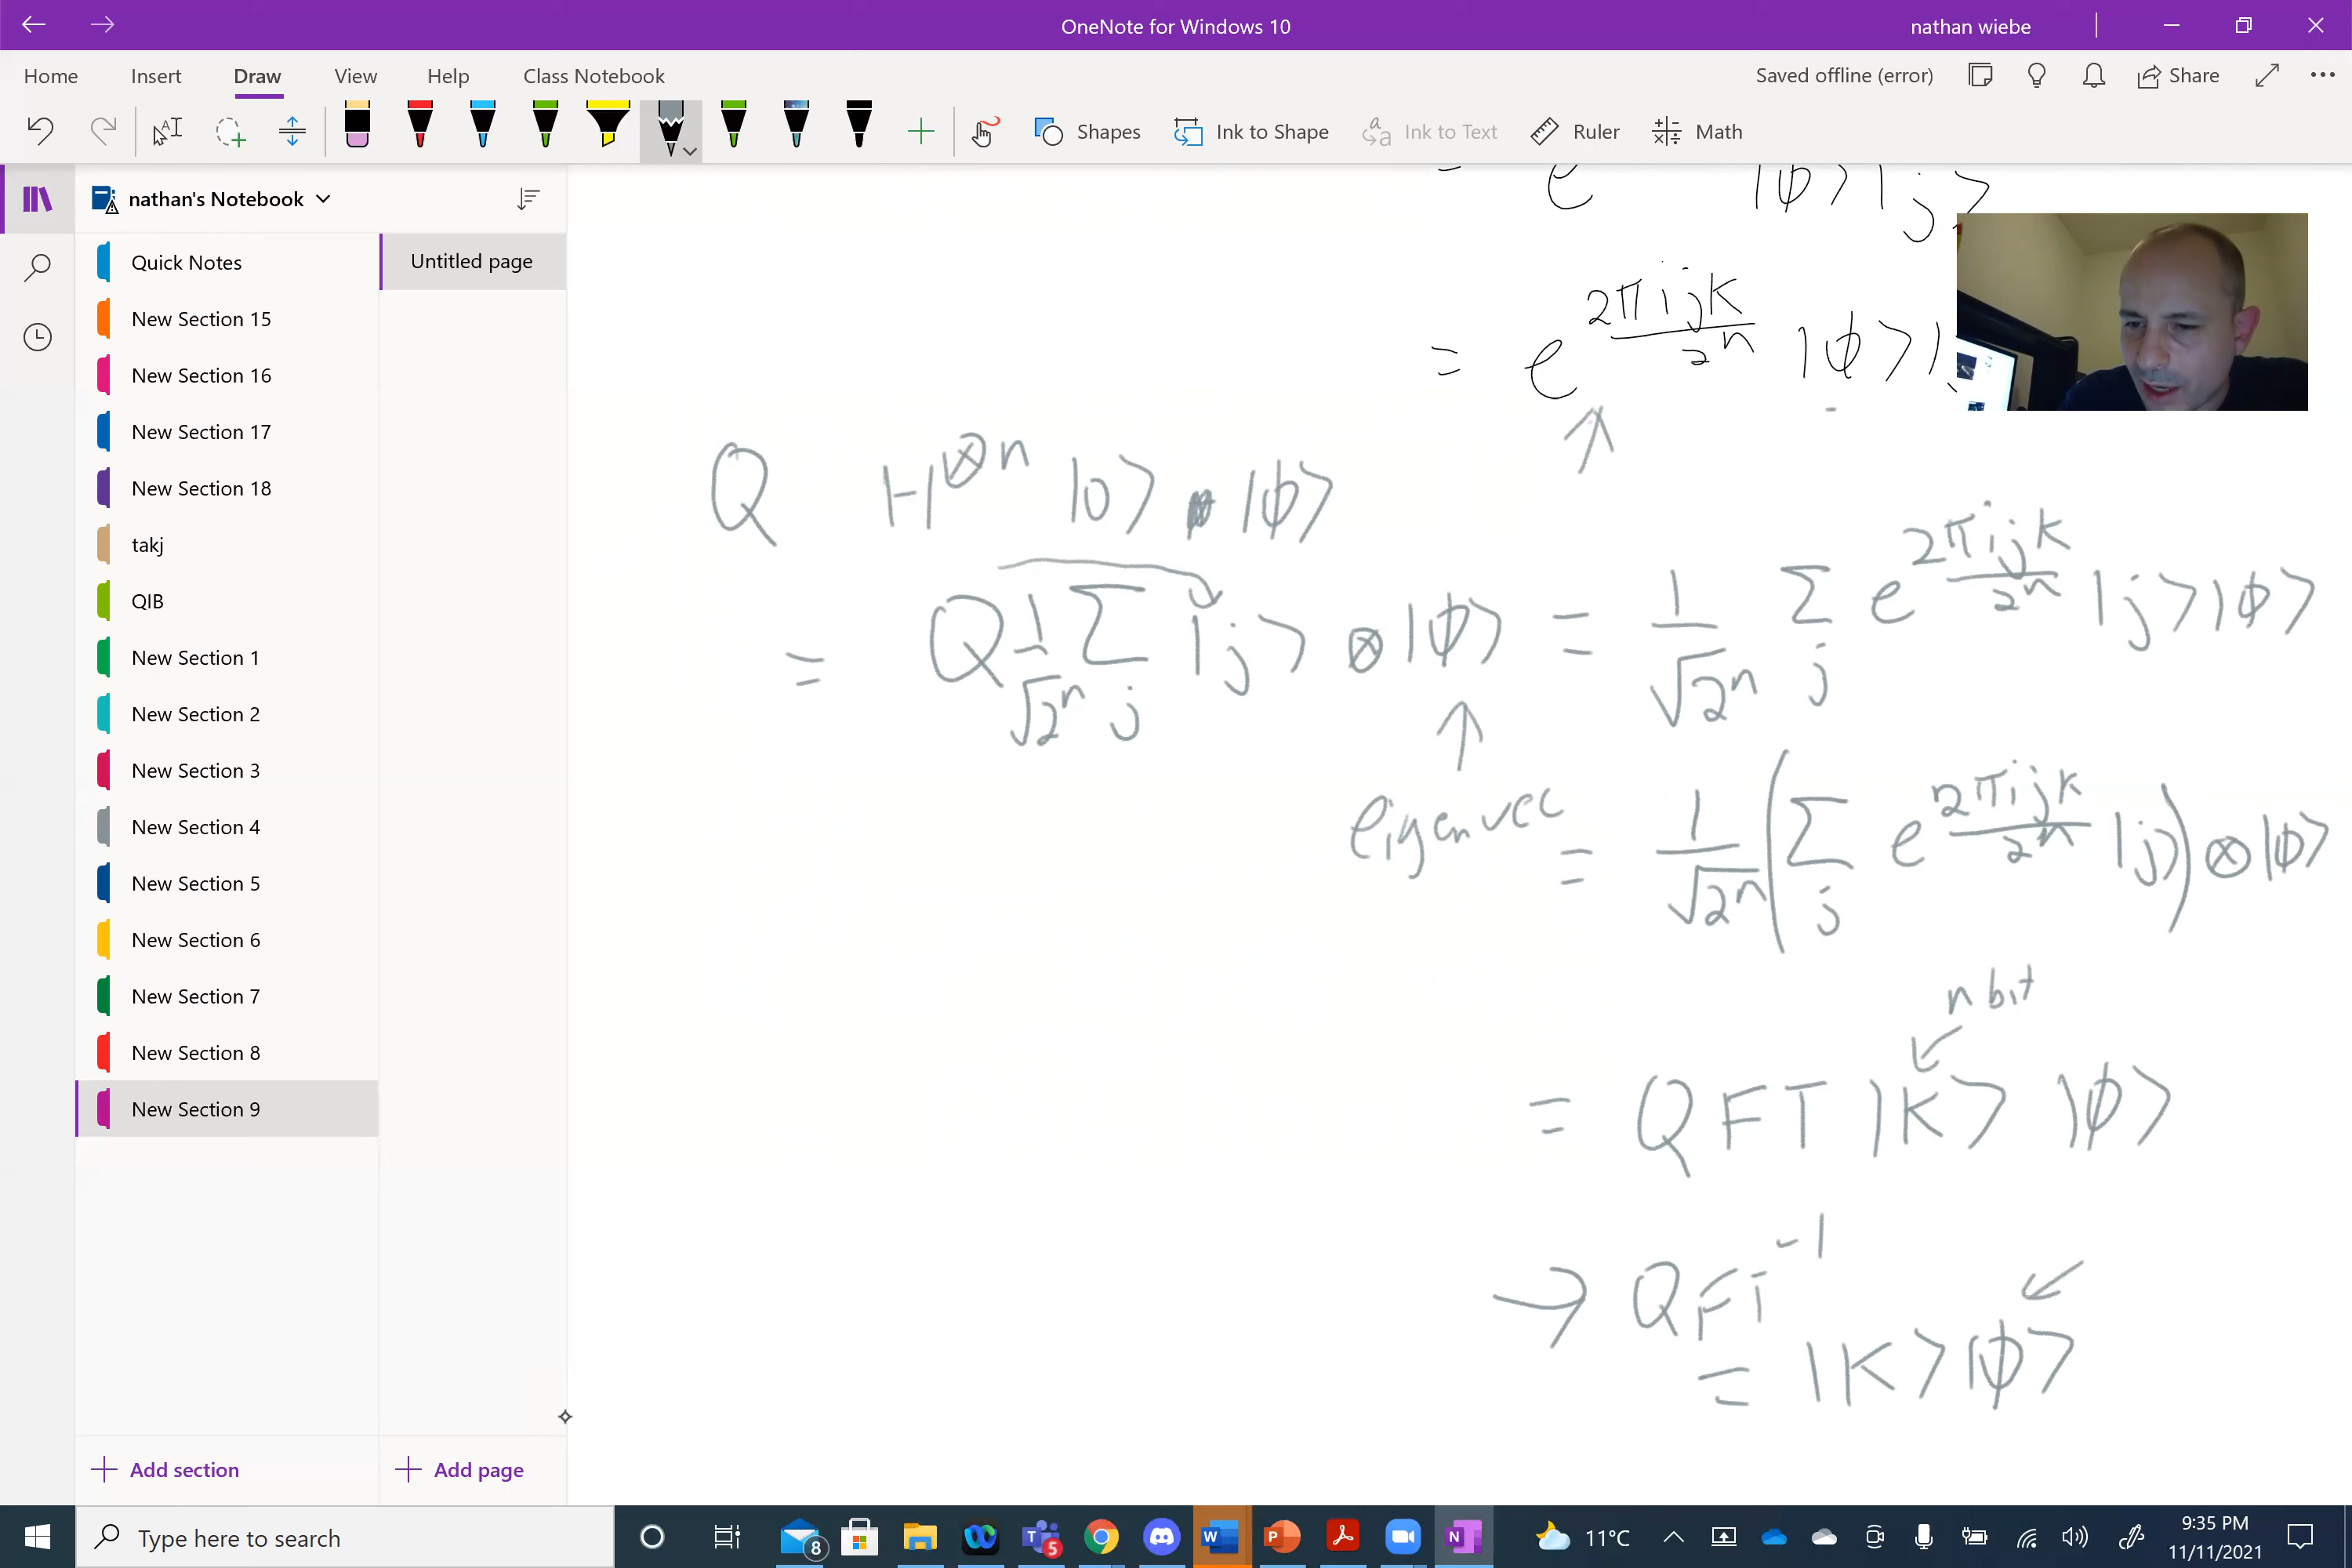 OneNote for Windows 10
nathan wiebe
Home Insert Draw View Help Class Notebook
Saved offline (error) Share
Shapes Ink to Shape Ink to Text Ruler Math
nathan's Notebook
Quick Notes
New Section 15
New Section 16
New Section 17
New Section 18
takj
QIB
New Section 1
New Section 2
New Section 3
New Section 4
New Section 5
New Section 6
New Section 7
New Section 8
New Section 9
Add section
Untitled page
Add page
= e |ϕ>|j>
= e^{2πijk/2^n} |ϕ>|
Q H^{⊗n} |0> |ϕ>
= Q 1/√2^n Σ_j |j> ⊗ |ϕ> = 1/√2^n Σ_j e^{2πijk/2^n} |j>|ϕ>
eigenvec
= 1/√2^n (Σ_j e^{2πijk/2^n} |j>) ⊗ |ϕ>
n bit
= QFT |K> |ϕ>
→ QFT^{-1}
= |K>|ϕ>
Type here to search
8
5
11°C
9:35 PM
11/11/2021